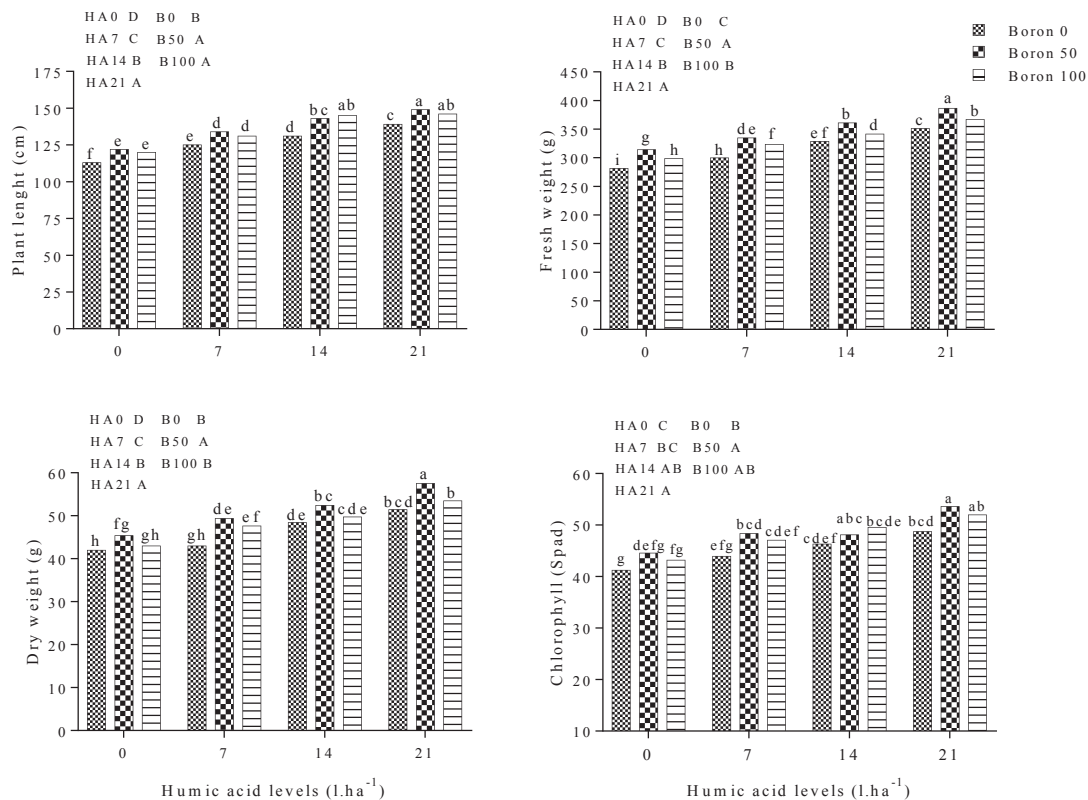 HA0 D B0 B
HA7 C B50 A
HA14 B B100 A
HA21 A
Plant lenght (cm)
175
150
125
100
75
50
25
0
f e e
e d d
d bc ab
c a ab
0 7 14 21
HA0 D B0 C
HA7 C B50 A
HA14 B B100 B
HA21 A
Fresh weight (g)
450
400
350
300
250
200
150
100
50
0
i g h
h de f
ef b d
c a b
0 7 14 21
Boron 0
Boron 50
Boron 100
HA0 D B0 B
HA7 C B50 A
HA14 B B100 B
HA21 A
Dry weight (g)
60
50
40
30
20
10
0
h fg gh
gh de ef
de bc cde
bcd a b
0 7 14 21
Humic acid levels (l.ha-1)
HA0 C B0 B
HA7 BC B50 A
HA14 AB B100 AB
HA21 A
Chlorophyll (Spad)
60
50
40
30
20
10
g defg fg
efg bcd cdef
cdef abc bcde
bcd a ab
0 7 14 21
Humic acid levels (l.ha-1)